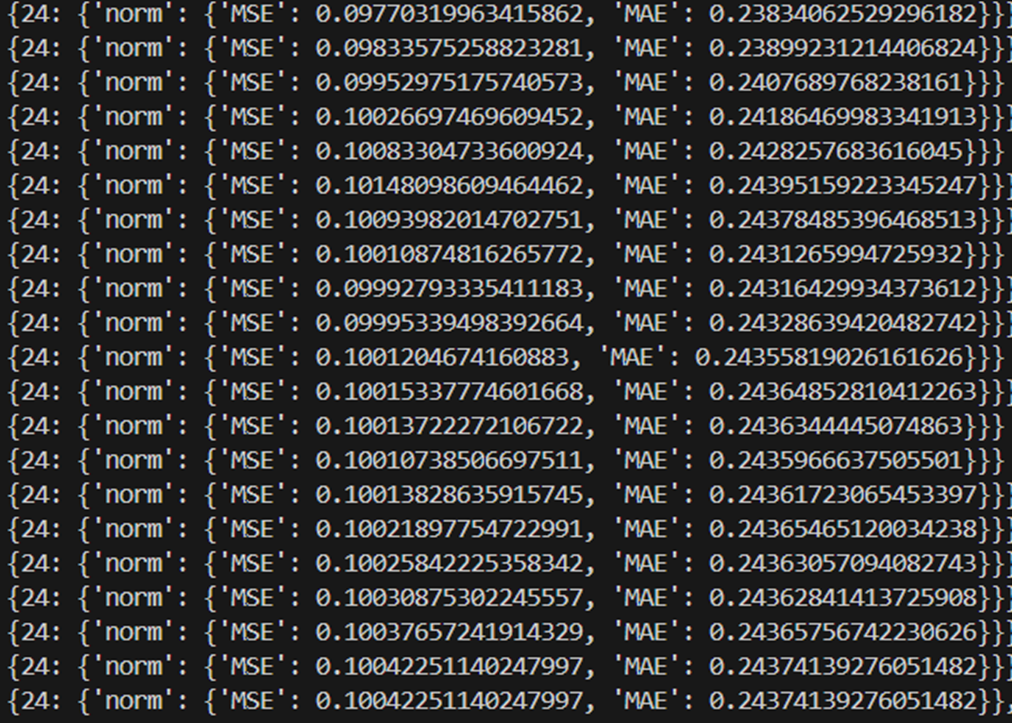 {24: {'norm': {'MSE': 0.09770319963415862, 'MAE': 0.23834062529296182}}}
{24: {'norm': {'MSE': 0.09833575258823281, 'MAE': 0.23899231214406824}}}
{24: {'norm': {'MSE': 0.09952975175740573, 'MAE': 0.2407689768238161}}}
{24: {'norm': {'MSE': 0.10026697469609452, 'MAE': 0.24186469983341913}}}
{24: {'norm': {'MSE': 0.10083304733600924, 'MAE': 0.2428257683616045}}}
{24: {'norm': {'MSE': 0.10148098609464462, 'MAE': 0.24395159223345247}}}
{24: {'norm': {'MSE': 0.10093982014702751, 'MAE': 0.24378485396468513}}}
{24: {'norm': {'MSE': 0.10010874816265772, 'MAE': 0.2431265994725932}}}
{24: {'norm': {'MSE': 0.09992793335411183, 'MAE': 0.24316429934373612}}}
{24: {'norm': {'MSE': 0.09995339498392664, 'MAE': 0.24328639420482742}}}
{24: {'norm': {'MSE': 0.1001204674160883, 'MAE': 0.24355819026161626}}}
{24: {'norm': {'MSE': 0.10015337774601668, 'MAE': 0.24364852810412263}}}
{24: {'norm': {'MSE': 0.10013722272106722, 'MAE': 0.2436344445074863}}}
{24: {'norm': {'MSE': 0.10010738506697511, 'MAE': 0.2435966637505501}}}
{24: {'norm': {'MSE': 0.10013828635915745, 'MAE': 0.24361723065453397}}}
{24: {'norm': {'MSE': 0.10021897754722991, 'MAE': 0.24365465120034238}}}
{24: {'norm': {'MSE': 0.10025842225358342, 'MAE': 0.24363057094082743}}}
{24: {'norm': {'MSE': 0.10030875302245557, 'MAE': 0.24362841413725908}}}
{24: {'norm': {'MSE': 0.10037657241914329, 'MAE': 0.24365756742230626}}}
{24: {'norm': {'MSE': 0.10042251140247997, 'MAE': 0.24374139276051482}}}
{24: {'norm': {'MSE': 0.10042251140247997, 'MAE': 0.24374139276051482}}}